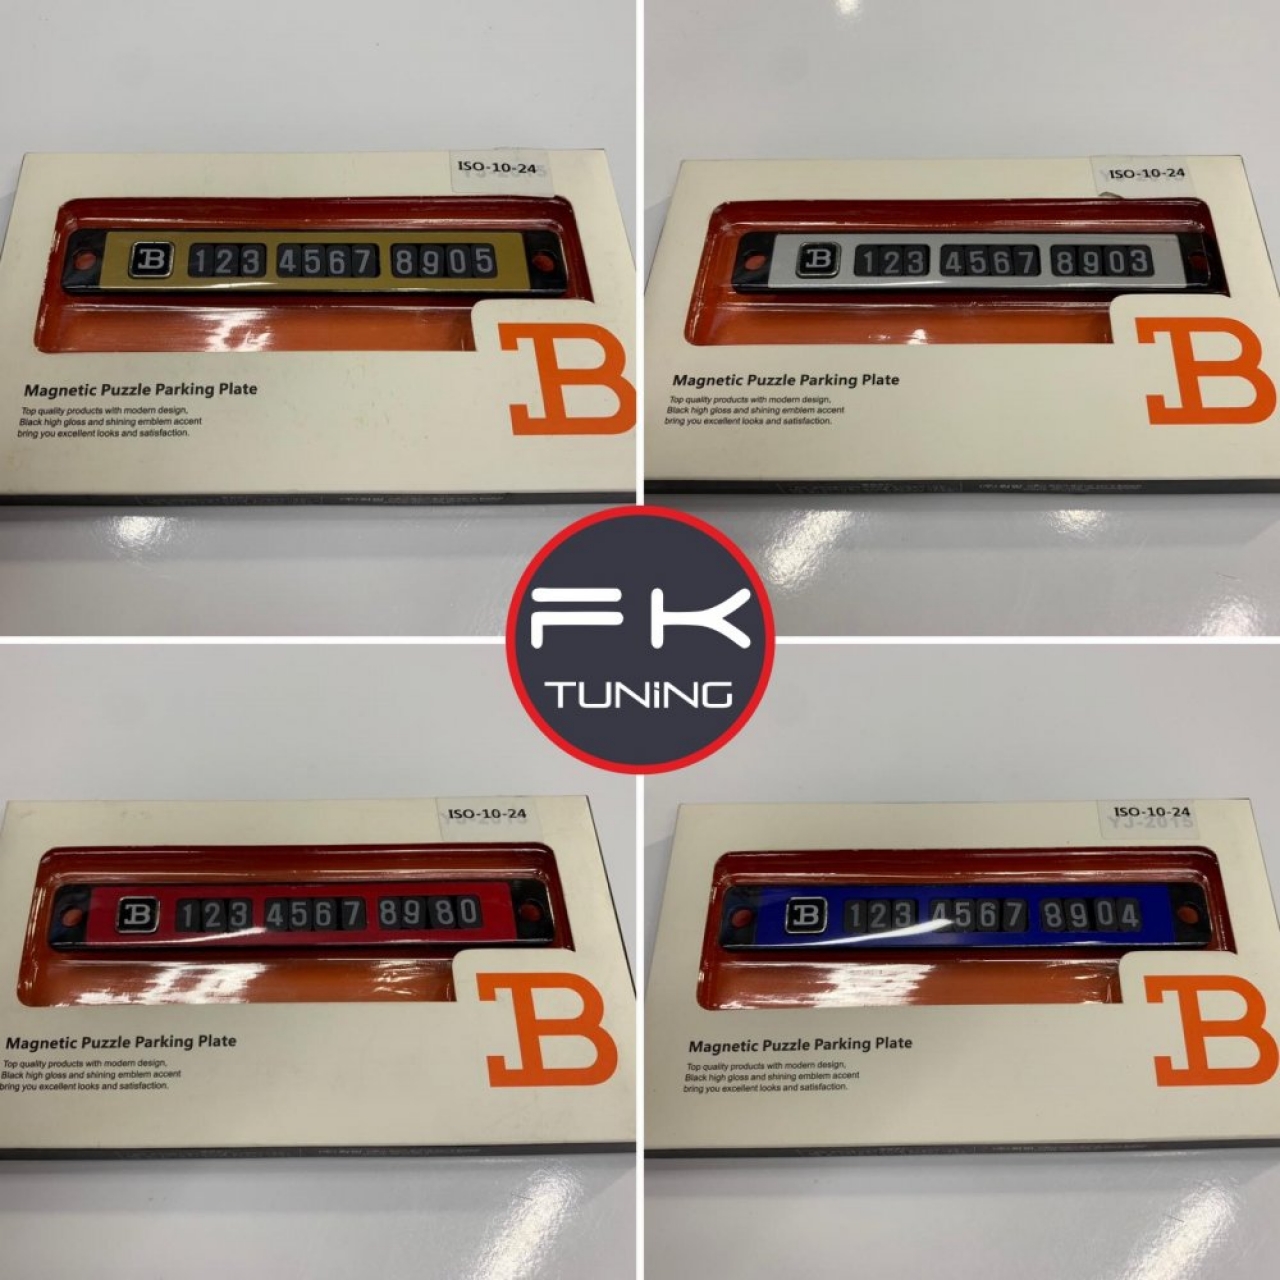 ISO-10-24
B 123 4567 8905
B
Magnetic Puzzle Parking Plate
Top quality products with modern design,
Black high gloss and shining emblem accent
bring you excellent looks and satisfaction.
ISO-10-24
B 123 4567 8903
B
Magnetic Puzzle Parking Plate
Top quality products with modern design,
Black high gloss and shining emblem accent
bring you excellent looks and satisfaction.
FK
TUNiNG
ISO-10-24
B 123 4567 8980
B
Magnetic Puzzle Parking Plate
Top quality products with modern design,
Black high gloss and shining emblem accent
bring you excellent looks and satisfaction.
ISO-10-24
YJ-2015
B 123 4567 8904
B
Magnetic Puzzle Parking Plate
Top quality products with modern design,
Black high gloss and shining emblem accent
bring you excellent looks and satisfaction.